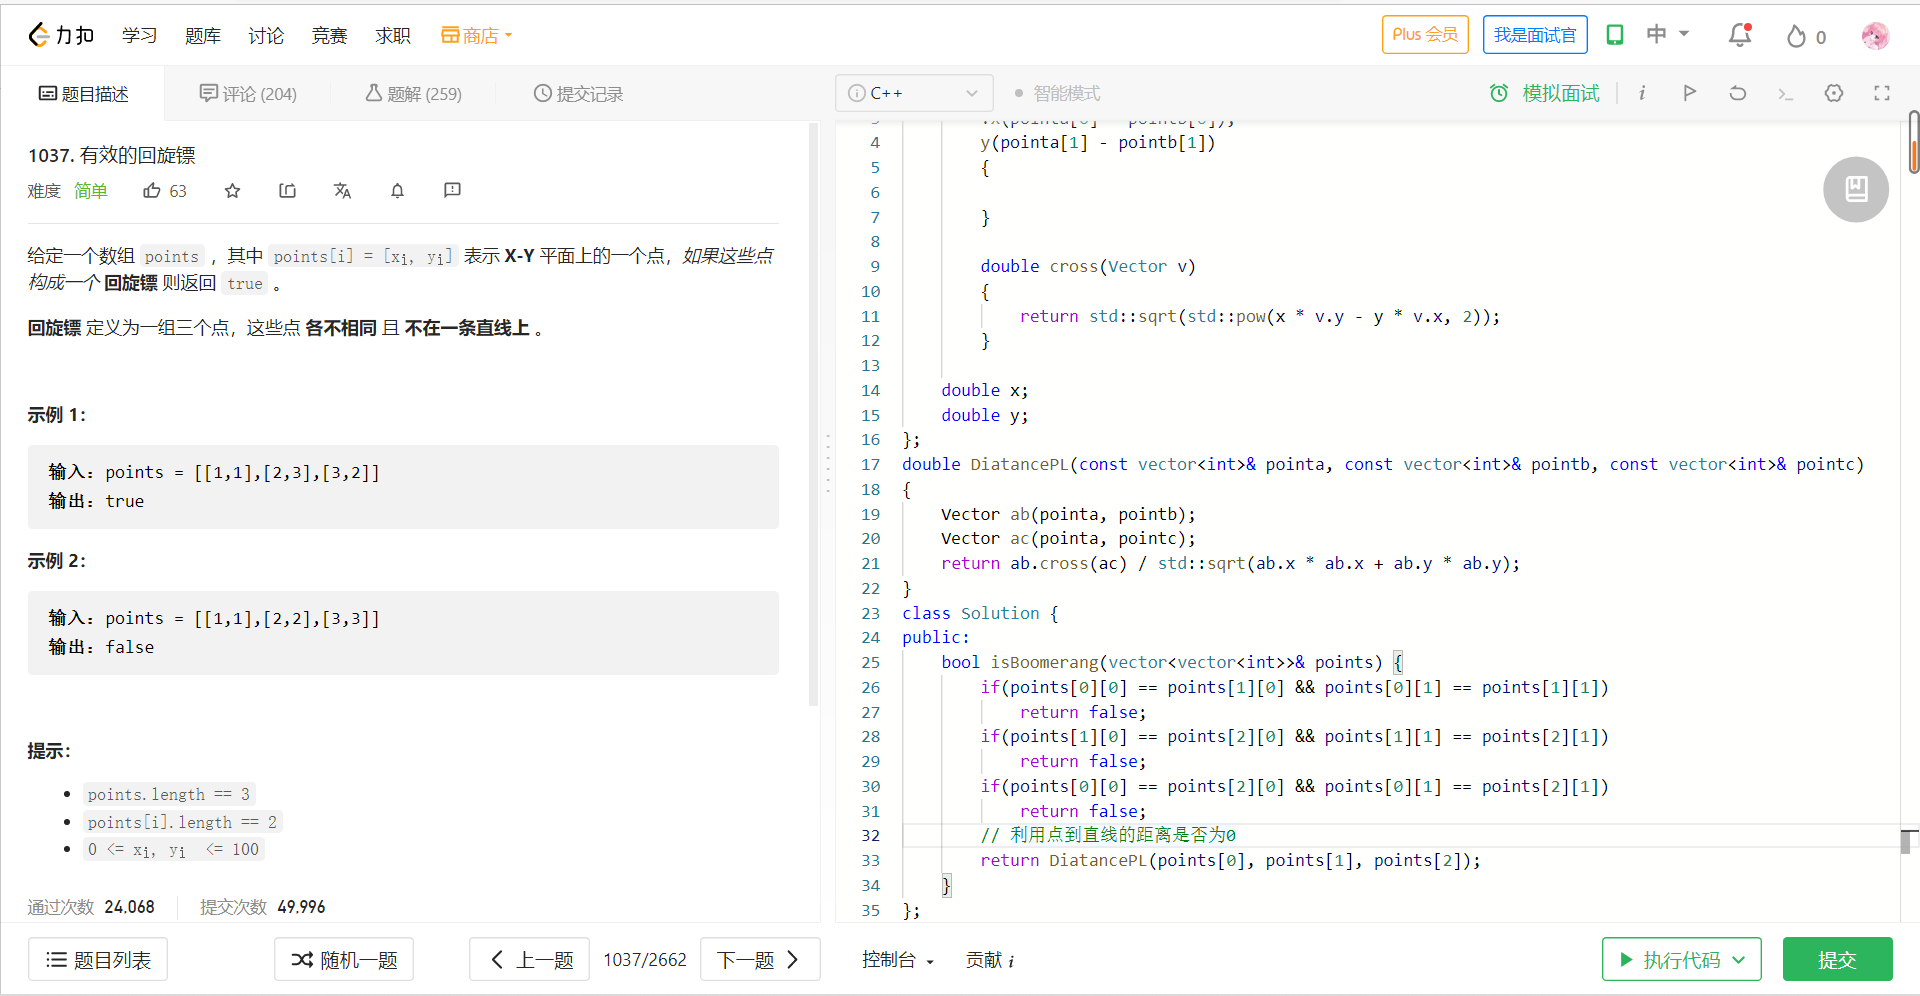 力扣 学习 题库 讨论 竞赛 求职 商店 Plus 会员 我是面试官 中 0
题目描述 评论 (204) 题解 (259) 提交记录 C++ 智能模式 模拟面试
1037. 有效的回旋镖
难度 简单 63
给定一个数组 points ，其中 points[i] = [xi, yi] 表示 X-Y 平面上的一个点，如果这些点
构成一个 回旋镖 则返回 true 。
回旋镖 定义为一组三个点，这些点 各不相同 且 不在一条直线上 。
示例 1：
输入：points = [[1,1],[2,3],[3,2]]
输出：true
示例 2：
输入：points = [[1,1],[2,2],[3,3]]
输出：false
提示：
points.length == 3
points[i].length == 2
0 <= xi, yi <= 100
通过次数 24,068 提交次数 49,996
4 y(pointa[1] - pointb[1])
5 {
6
7 }
8
9 double cross(Vector v)
10 {
11 return std::sqrt(std::pow(x * v.y - y * v.x, 2));
12 }
13
14 double x;
15 double y;
16 };
17 double DiatancePL(const vector<int>& pointa, const vector<int>& pointb, const vector<int>& pointc)
18 {
19 Vector ab(pointa, pointb);
20 Vector ac(pointa, pointc);
21 return ab.cross(ac) / std::sqrt(ab.x * ab.x + ab.y * ab.y);
22 }
23 class Solution {
24 public:
25 bool isBoomerang(vector<vector<int>>& points) {
26 if(points[0][0] == points[1][0] && points[0][1] == points[1][1])
27 return false;
28 if(points[1][0] == points[2][0] && points[1][1] == points[2][1])
29 return false;
30 if(points[0][0] == points[2][0] && points[0][1] == points[2][1])
31 return false;
32 // 利用点到直线的距离是否为0
33 return DiatancePL(points[0], points[1], points[2]);
34 }
35 };
题目列表 随机一题 上一题 1037/2662 下一题 控制台 贡献 i 执行代码 提交